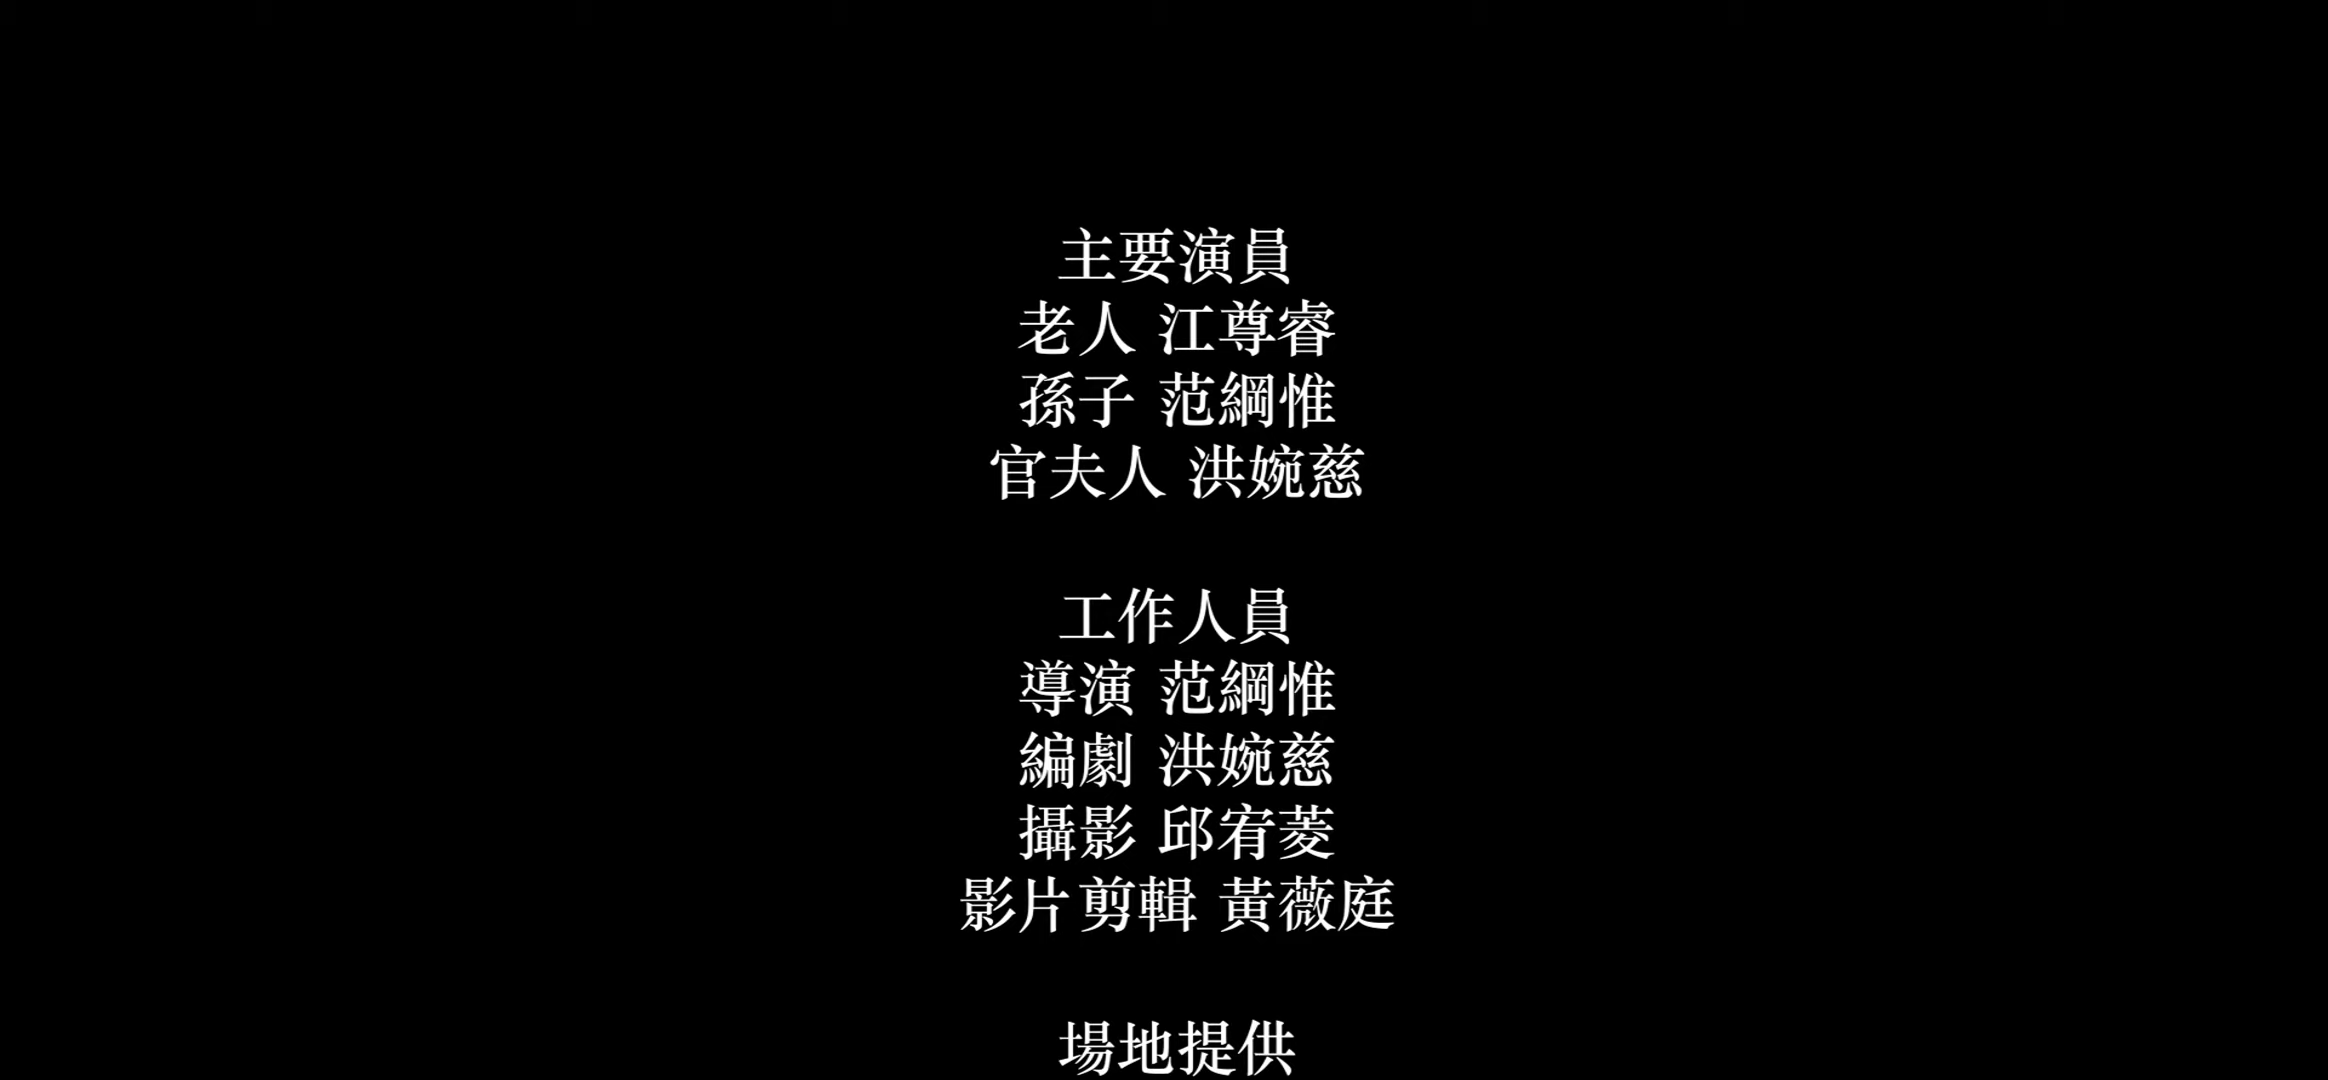 主要演員
老人 江尊睿
孫子 范綱惟
官夫人 洪婉慈
工作人員
導演 范綱惟
編劇 洪婉慈
攝影 邱宥菱
影片剪輯 黃薇庭
場地提供